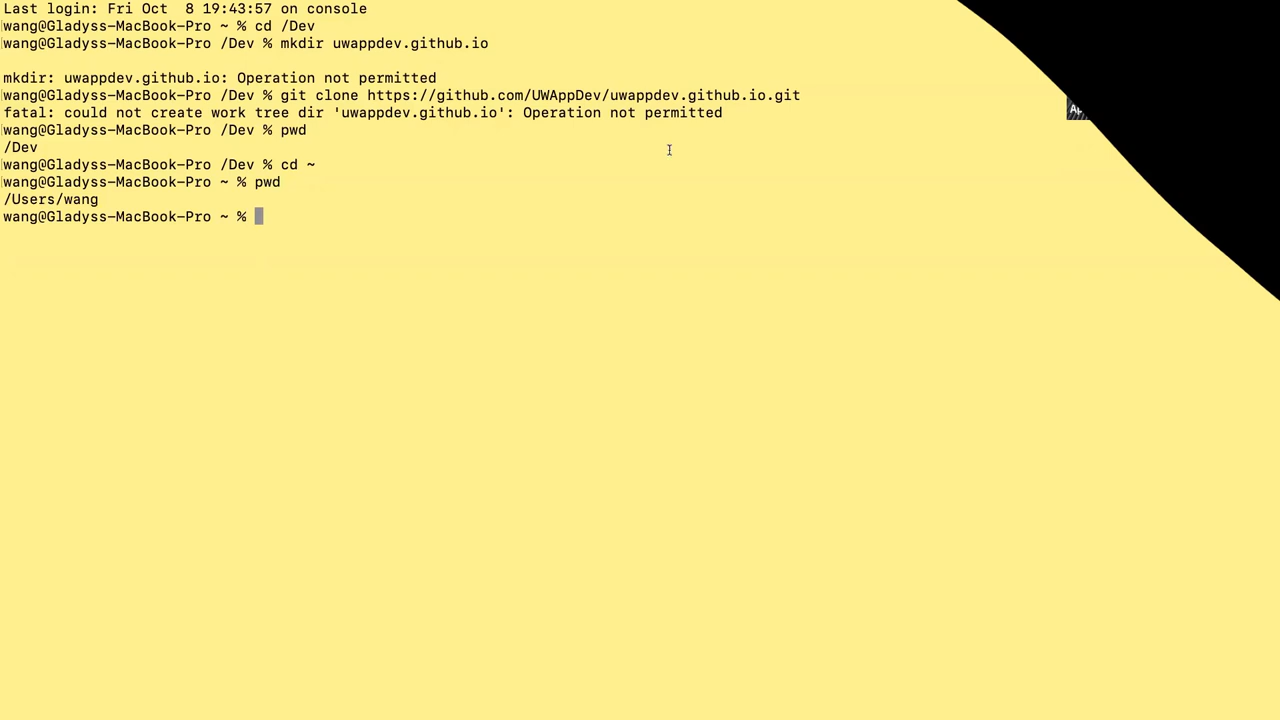 Last login: Fri Oct  8 19:43:57 on console
wang@Gladyss-MacBook-Pro ~ % cd /Dev
wang@Gladyss-MacBook-Pro /Dev % mkdir uwappdev.github.io
mkdir: uwappdev.github.io: Operation not permitted
wang@Gladyss-MacBook-Pro /Dev % git clone https://github.com/UWAppDev/uwappdev.github.io.git
fatal: could not create work tree dir 'uwappdev.github.io': Operation not permitted
wang@Gladyss-MacBook-Pro /Dev % pwd
/Dev
wang@Gladyss-MacBook-Pro /Dev % cd ~
wang@Gladyss-MacBook-Pro ~ % pwd
/Users/wang
wang@Gladyss-MacBook-Pro ~ %